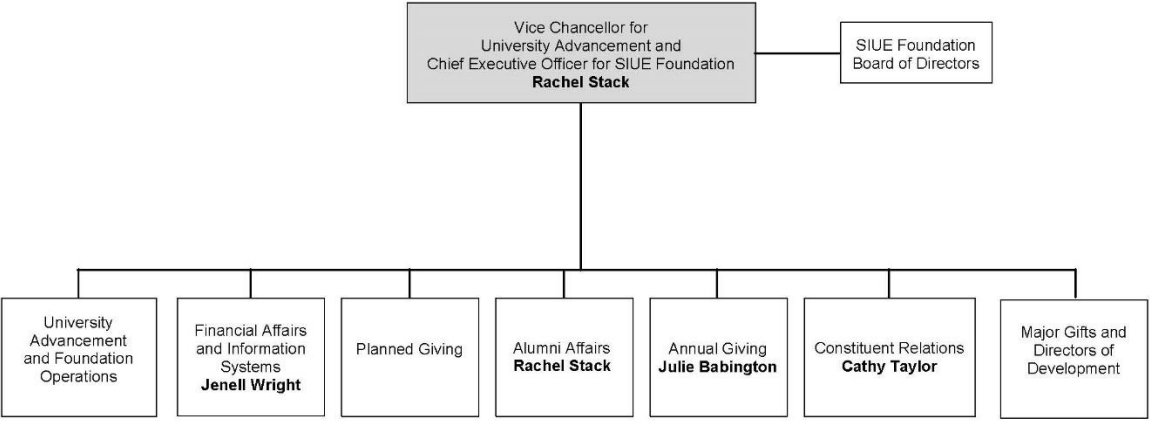 Vice Chancellor for
University Advancement and
Chief Executive Officer for SIUE Foundation
Rachel Stack
SIUE Foundation
Board of Directors
University
Advancement
and Foundation
Operations
Financial Affairs
and Information
Systems
Jenell Wright
Planned Giving
Alumni Affairs
Rachel Stack
Annual Giving
Julie Babington
Constituent Relations
Cathy Taylor
Major Gifts and
Directors of
Development